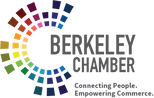 BERKELEY
CHAMBER
Connecting People.
Empowering Commerce.